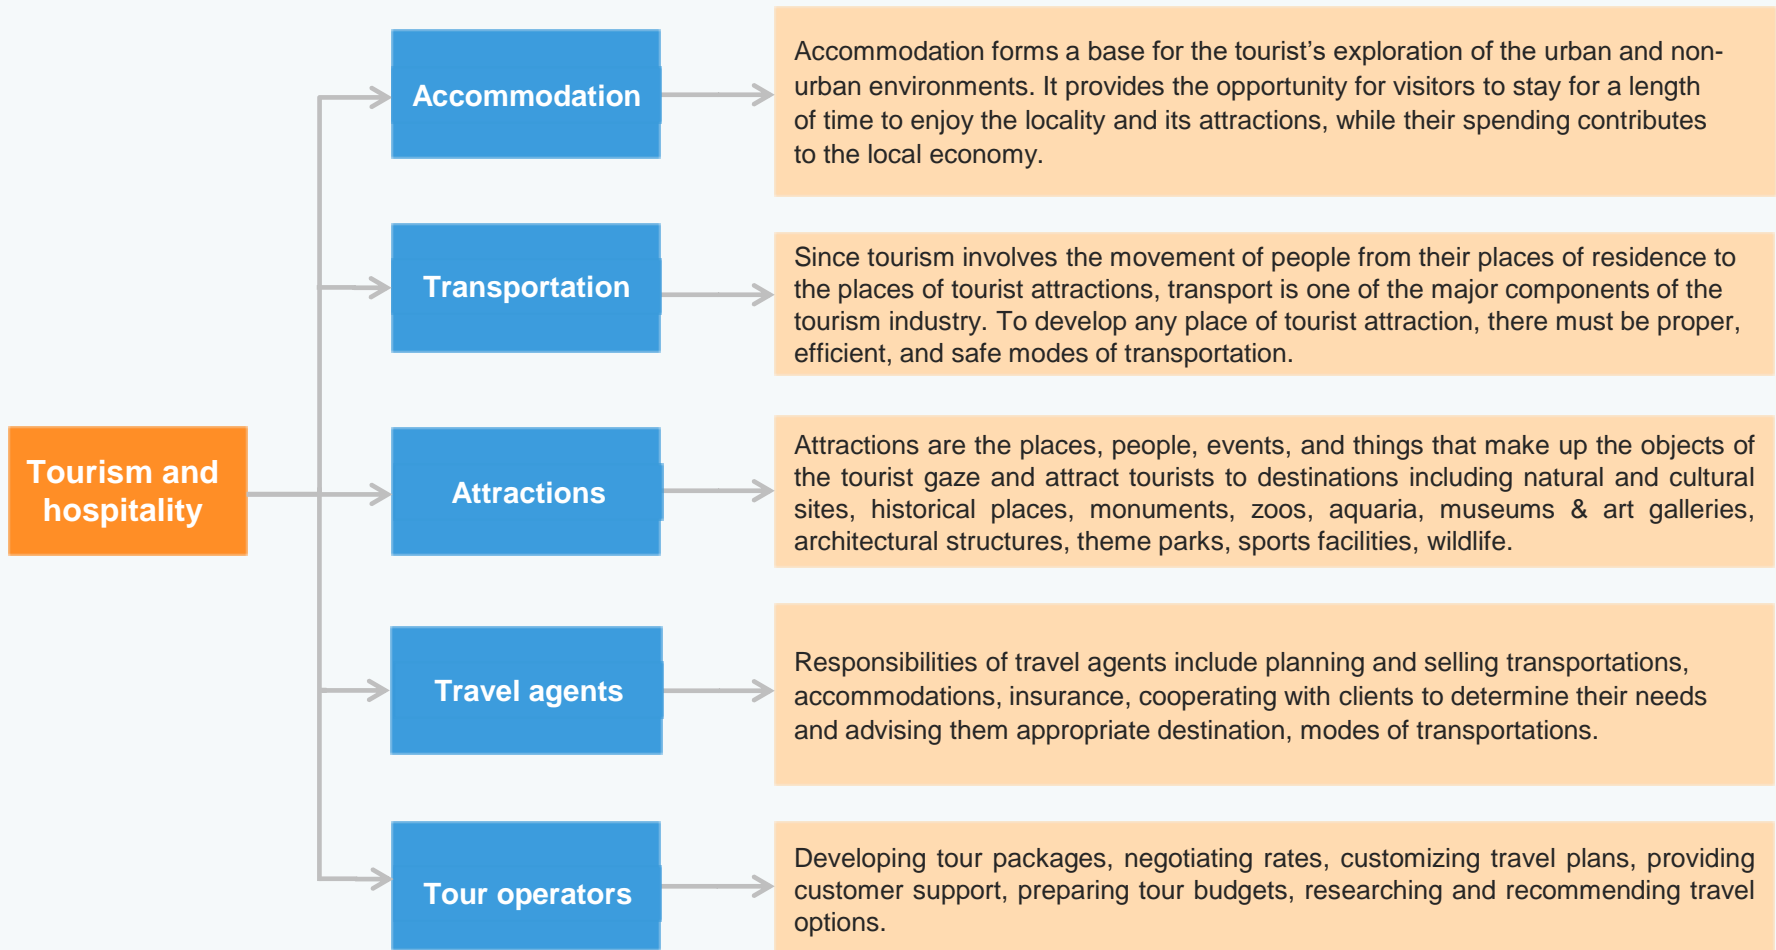 Tourism and
hospitality
Accommodation
Accommodation forms a base for the tourist’s exploration of the urban and non-
urban environments. It provides the opportunity for visitors to stay for a length
of time to enjoy the locality and its attractions, while their spending contributes
to the local economy.
Transportation
Since tourism involves the movement of people from their places of residence to
the places of tourist attractions, transport is one of the major components of the
tourism industry. To develop any place of tourist attraction, there must be proper,
efficient, and safe modes of transportation.
Attractions
Attractions are the places, people, events, and things that make up the objects of
the tourist gaze and attract tourists to destinations including natural and cultural
sites, historical places, monuments, zoos, aquaria, museums & art galleries,
architectural structures, theme parks, sports facilities, wildlife.
Travel agents
Responsibilities of travel agents include planning and selling transportations,
accommodations, insurance, cooperating with clients to determine their needs
and advising them appropriate destination, modes of transportations.
Tour operators
Developing tour packages, negotiating rates, customizing travel plans, providing
customer support, preparing tour budgets, researching and recommending travel
options.